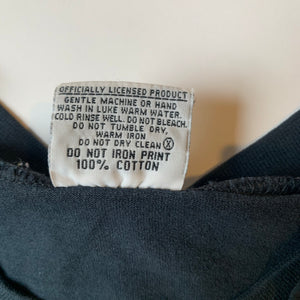 OFFICIALLY LICENSED PRODUCT
GENTLE MACHINE OR HAND
WASH IN LUKE WARM WATER.
COLD RINSE WELL. DO NOT BLEACH.
DO NOT TUMBLE DRY,
WARM IRON
DO NOT DRY CLEAN Ⓧ
DO NOT IRON PRINT
100% COTTON